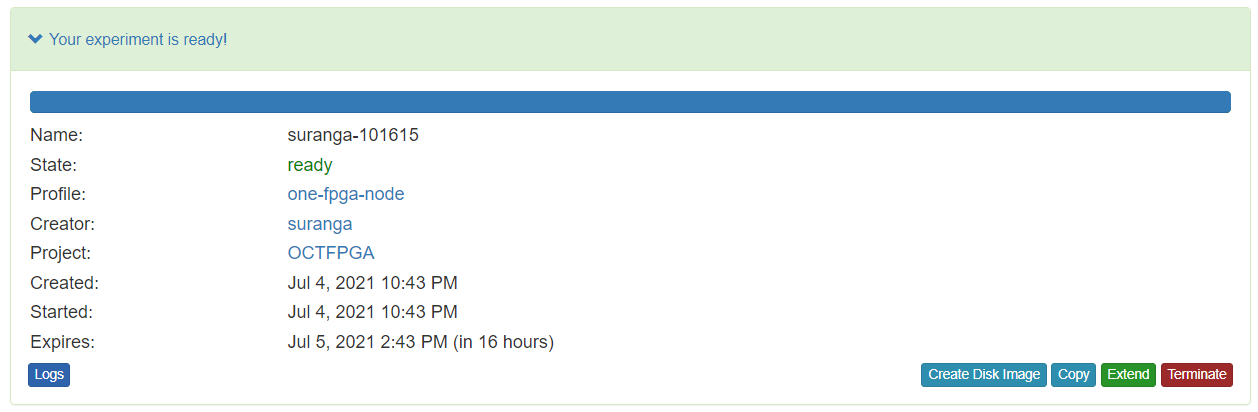 Your experiment is ready!
Name: suranga-101615
State: ready
Profile: one-fpga-node
Creator: suranga
Project: OCTFPGA
Created: Jul 4, 2021 10:43 PM
Started: Jul 4, 2021 10:43 PM
Expires: Jul 5, 2021 2:43 PM (in 16 hours)
Logs Create Disk Image Copy Extend Terminate